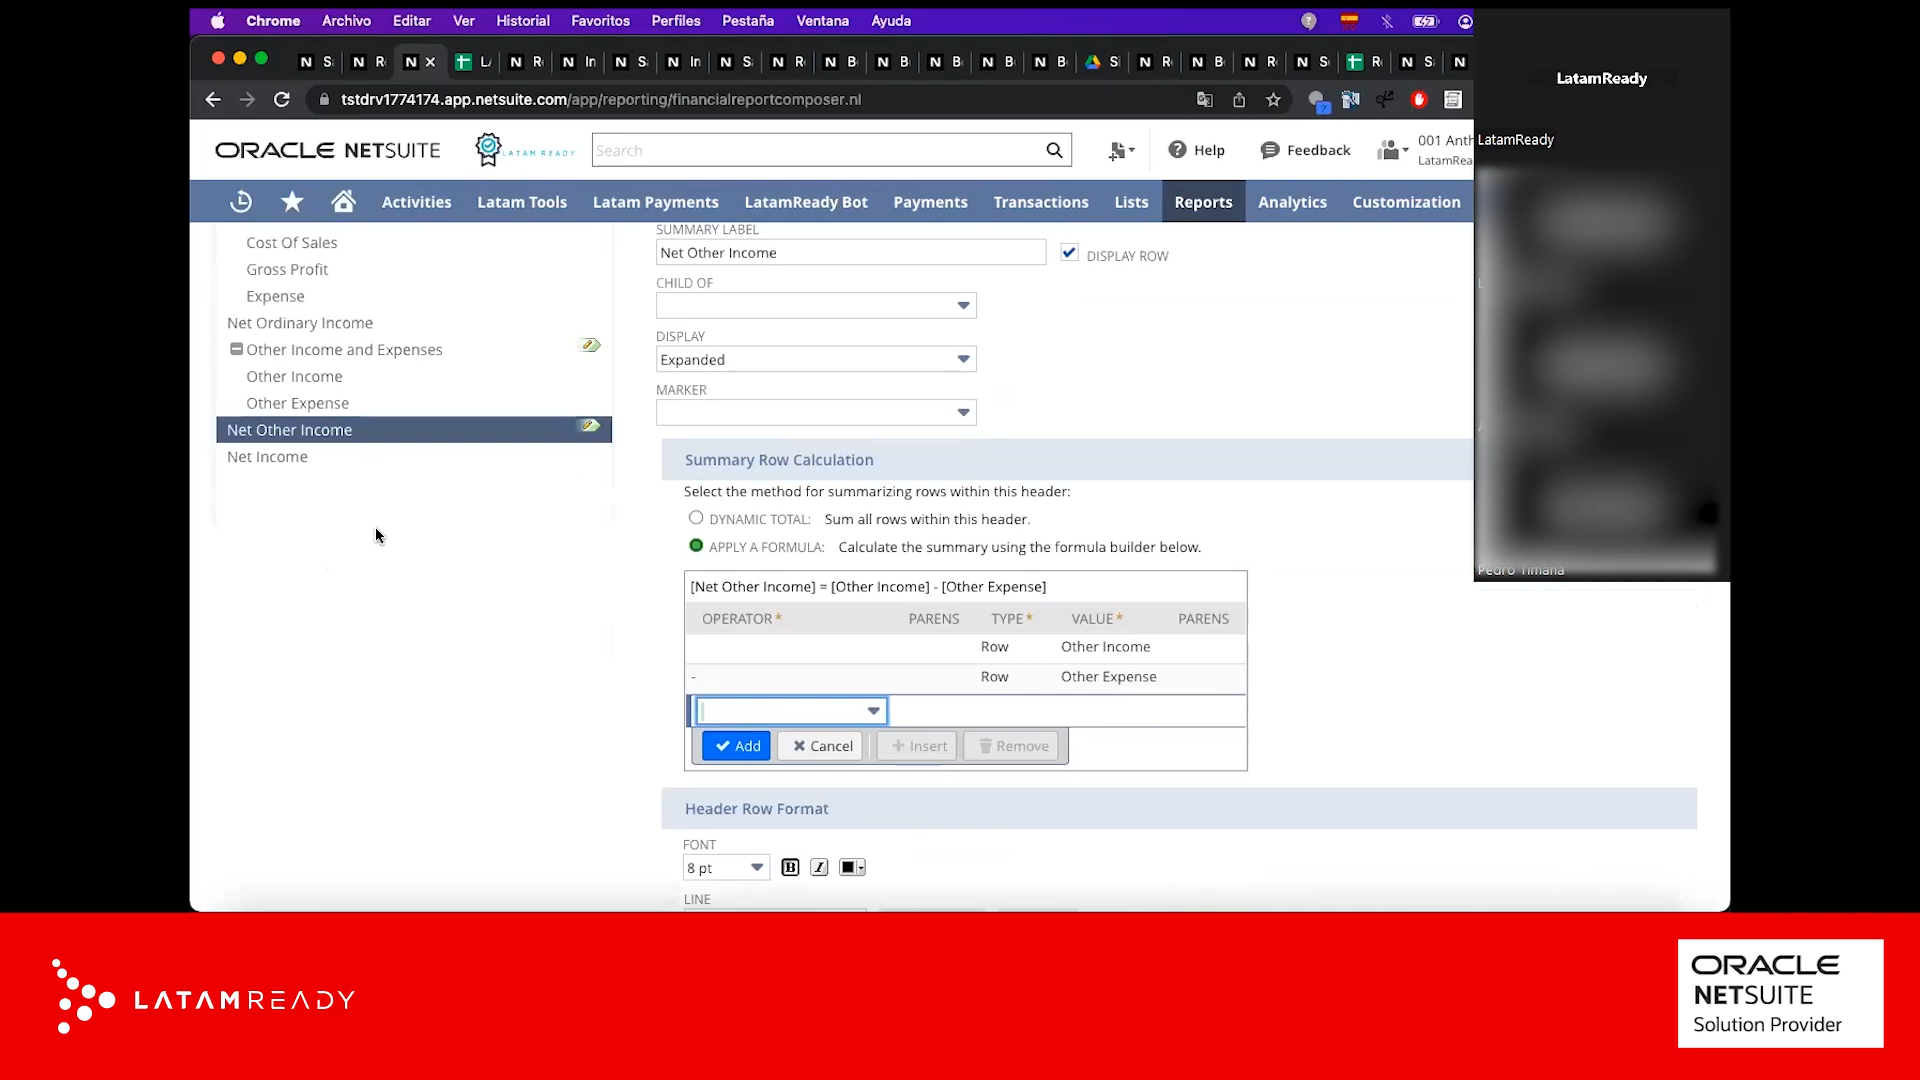 Chrome Archivo Editar Ver Historial Favoritos Perfiles Pestaña Ventana Ayuda
tstdrv1774174.app.netsuite.com/app/reporting/financialreportcomposer.nl
LatamReady
LatamReady
Pedro Timana
ORACLE NETSUITE
LATAM READY
Search
Help
Feedback
001 Anth
LatamRea
Activities Latam Tools Latam Payments LatamReady Bot Payments Transactions Lists Reports Analytics Customization
Cost Of Sales
Gross Profit
Expense
Net Ordinary Income
Other Income and Expenses
Other Income
Other Expense
Net Other Income
Net Income
SUMMARY LABEL
Net Other Income
DISPLAY ROW
CHILD OF
DISPLAY
Expanded
MARKER
Summary Row Calculation
Select the method for summarizing rows within this header:
DYNAMIC TOTAL: Sum all rows within this header.
APPLY A FORMULA: Calculate the summary using the formula builder below.
[Net Other Income] = [Other Income] - [Other Expense]
OPERATOR* PARENS TYPE* VALUE* PARENS
Row Other Income
- Row Other Expense
Add Cancel Insert Remove
Header Row Format
FONT
8 pt
B I
LINE
LATAMREADY
ORACLE
NETSUITE
Solution Provider